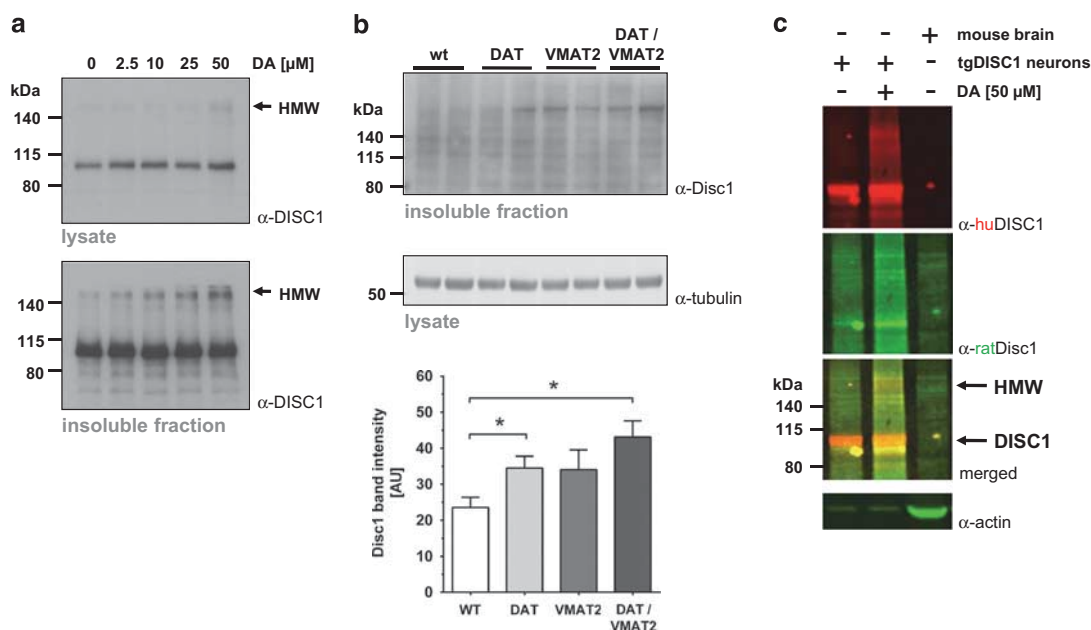 a
0 2.5 10 25 50 DA [µM]
kDa
140
115
80
HMW
α-DISC1
lysate
140
115
80
HMW
α-DISC1
insoluble fraction
b
wt DAT VMAT2 DAT / VMAT2
kDa
140
115
80
α-Disc1
insoluble fraction
50
α-tubulin
lysate
Disc1 band intensity
[AU]
60
50
40
30
20
10
0
*
*
WT DAT VMAT2 DAT /
VMAT2
c
- - + mouse brain
+ + - tgDISC1 neurons
- + - DA [50 µM]
α-huDISC1
α-ratDisc1
kDa
140
115
80
HMW
DISC1
merged
α-actin